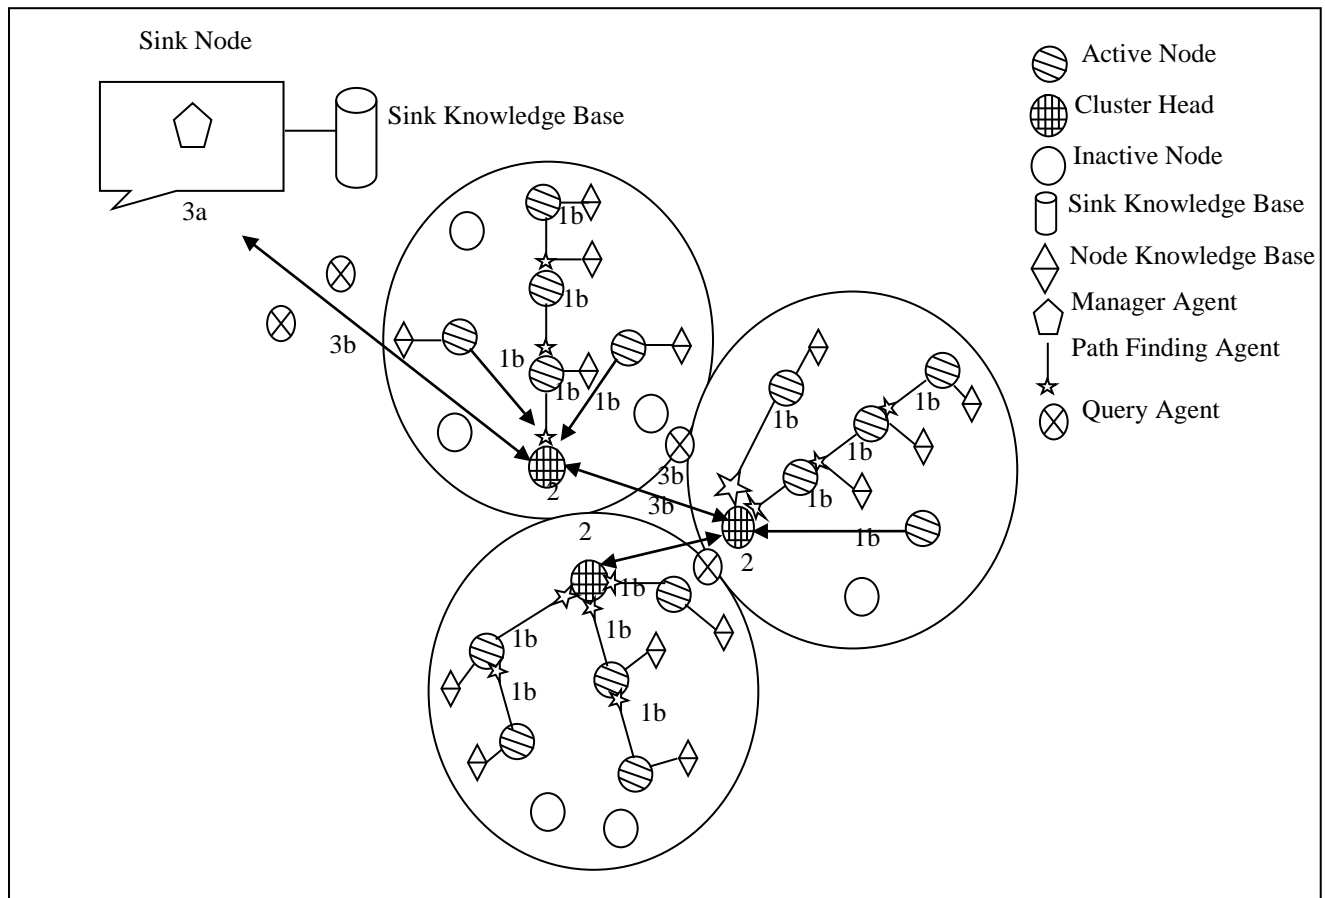 Sink Node
Sink Knowledge Base
3a
3b
Active Node
Cluster Head
Inactive Node
Sink Knowledge Base
Node Knowledge Base
Manager Agent
Path Finding Agent
Query Agent
1b
1b
1b
1b
1b
2
3b
3b
1b
1b
1b
1b
1b
2
2
1b
1b
1b
1b
1b